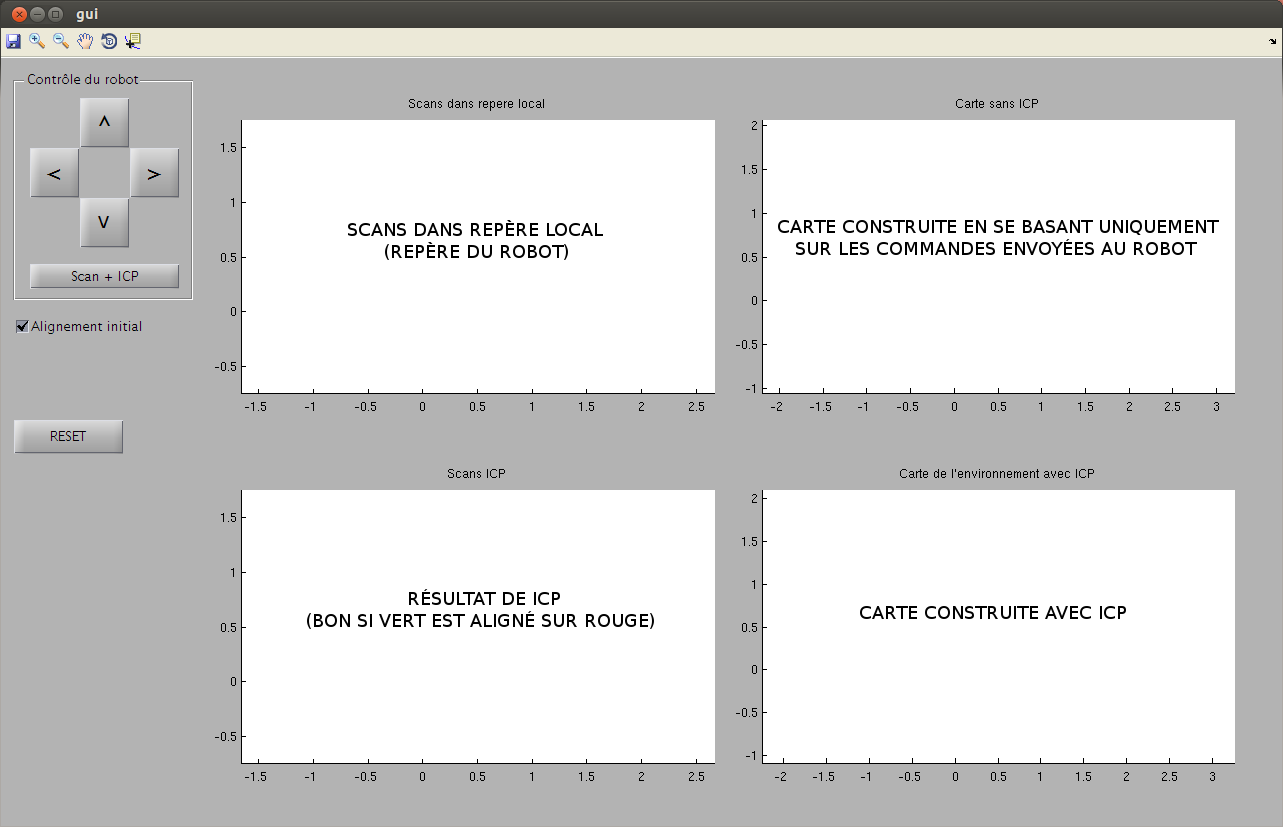 gui
Contrôle du robot
^
<
>
v
Scan + ICP
Alignement initial
RESET
Scans dans repere local
1.5
1
0.5
0
-0.5
SCANS DANS REPÈRE LOCAL
(REPÈRE DU ROBOT)
-1.5 -1 -0.5 0 0.5 1 1.5 2 2.5
Carte sans ICP
2
1.5
1
0.5
0
-0.5
-1
CARTE CONSTRUITE EN SE BASANT UNIQUEMENT
SUR LES COMMANDES ENVOYÉES AU ROBOT
-2 -1.5 -1 -0.5 0 0.5 1 1.5 2 2.5 3
Scans ICP
1.5
1
0.5
0
-0.5
RÉSULTAT DE ICP
(BON SI VERT EST ALIGNÉ SUR ROUGE)
-1.5 -1 -0.5 0 0.5 1 1.5 2 2.5
Carte de l'environnement avec ICP
2
1.5
1
0.5
0
-0.5
-1
CARTE CONSTRUITE AVEC ICP
-2 -1.5 -1 -0.5 0 0.5 1 1.5 2 2.5 3